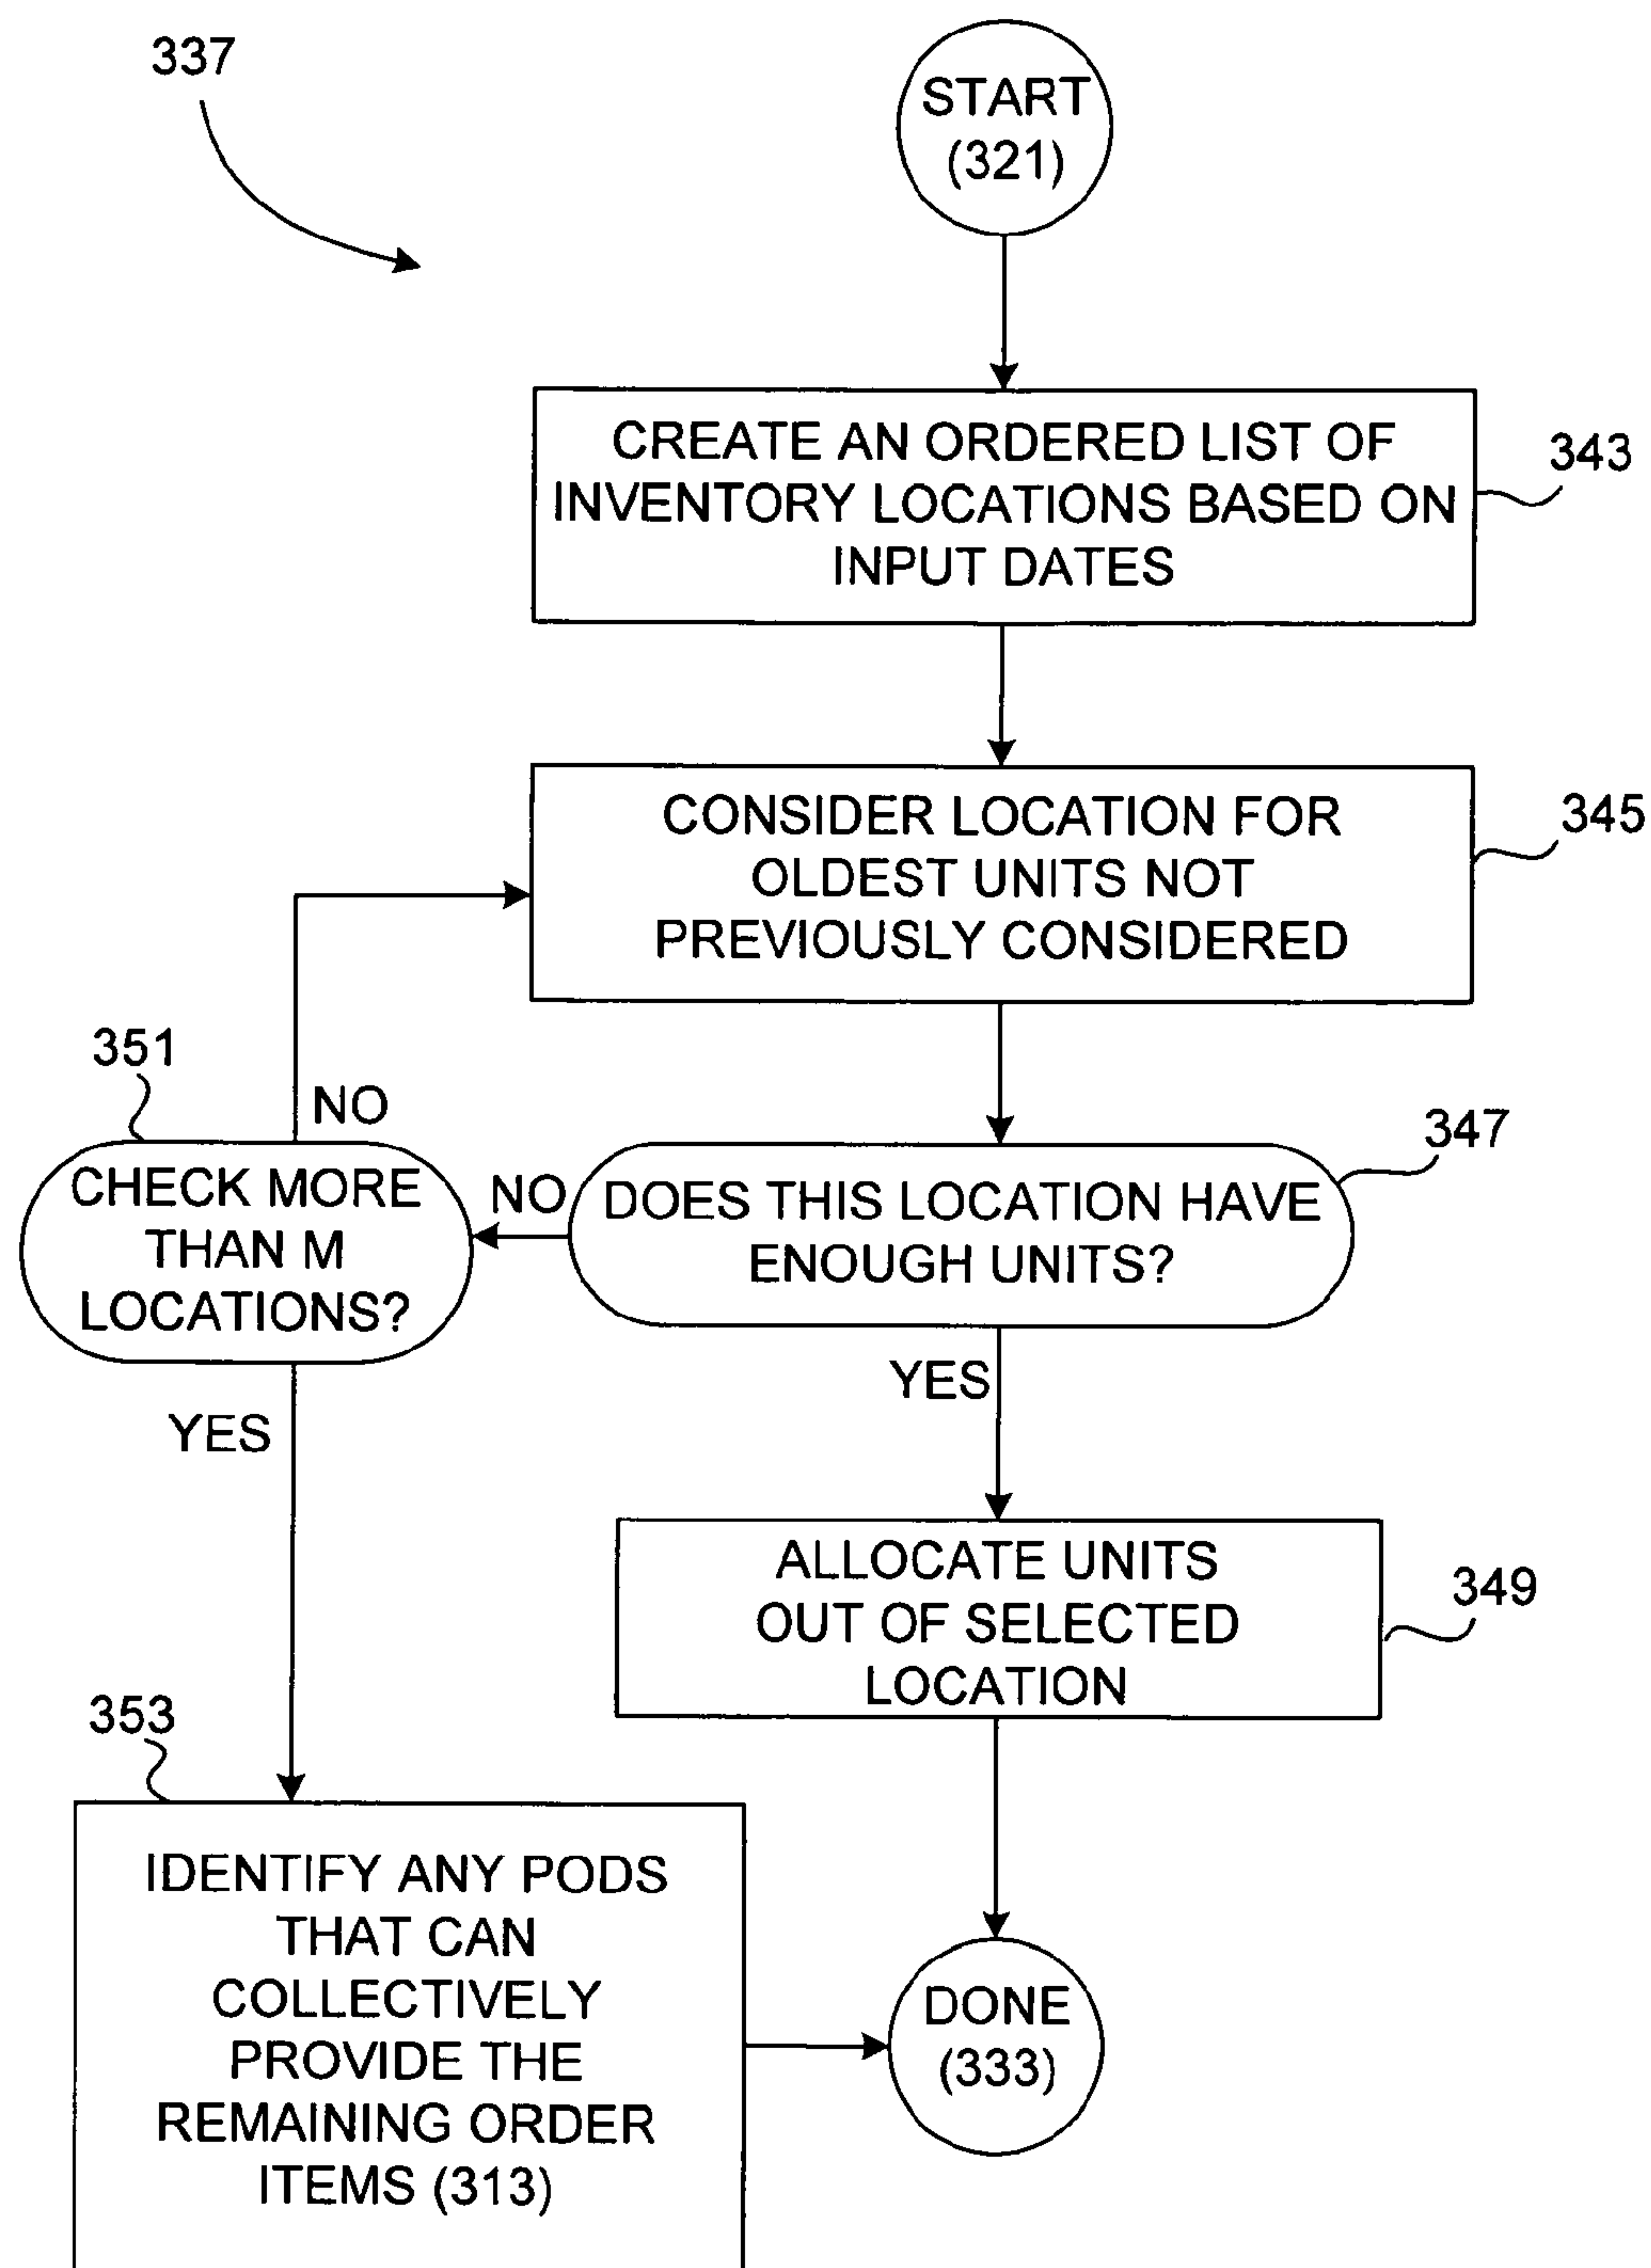 337
START
(321)
CREATE AN ORDERED LIST OF
INVENTORY LOCATIONS BASED ON
INPUT DATES
343
CONSIDER LOCATION FOR
OLDEST UNITS NOT
PREVIOUSLY CONSIDERED
345
351
NO
CHECK MORE
THAN M
LOCATIONS?
NO
DOES THIS LOCATION HAVE
ENOUGH UNITS?
347
YES
YES
ALLOCATE UNITS
OUT OF SELECTED
LOCATION
349
353
IDENTIFY ANY PODS
THAT CAN
COLLECTIVELY
PROVIDE THE
REMAINING ORDER
ITEMS (313)
DONE
(333)